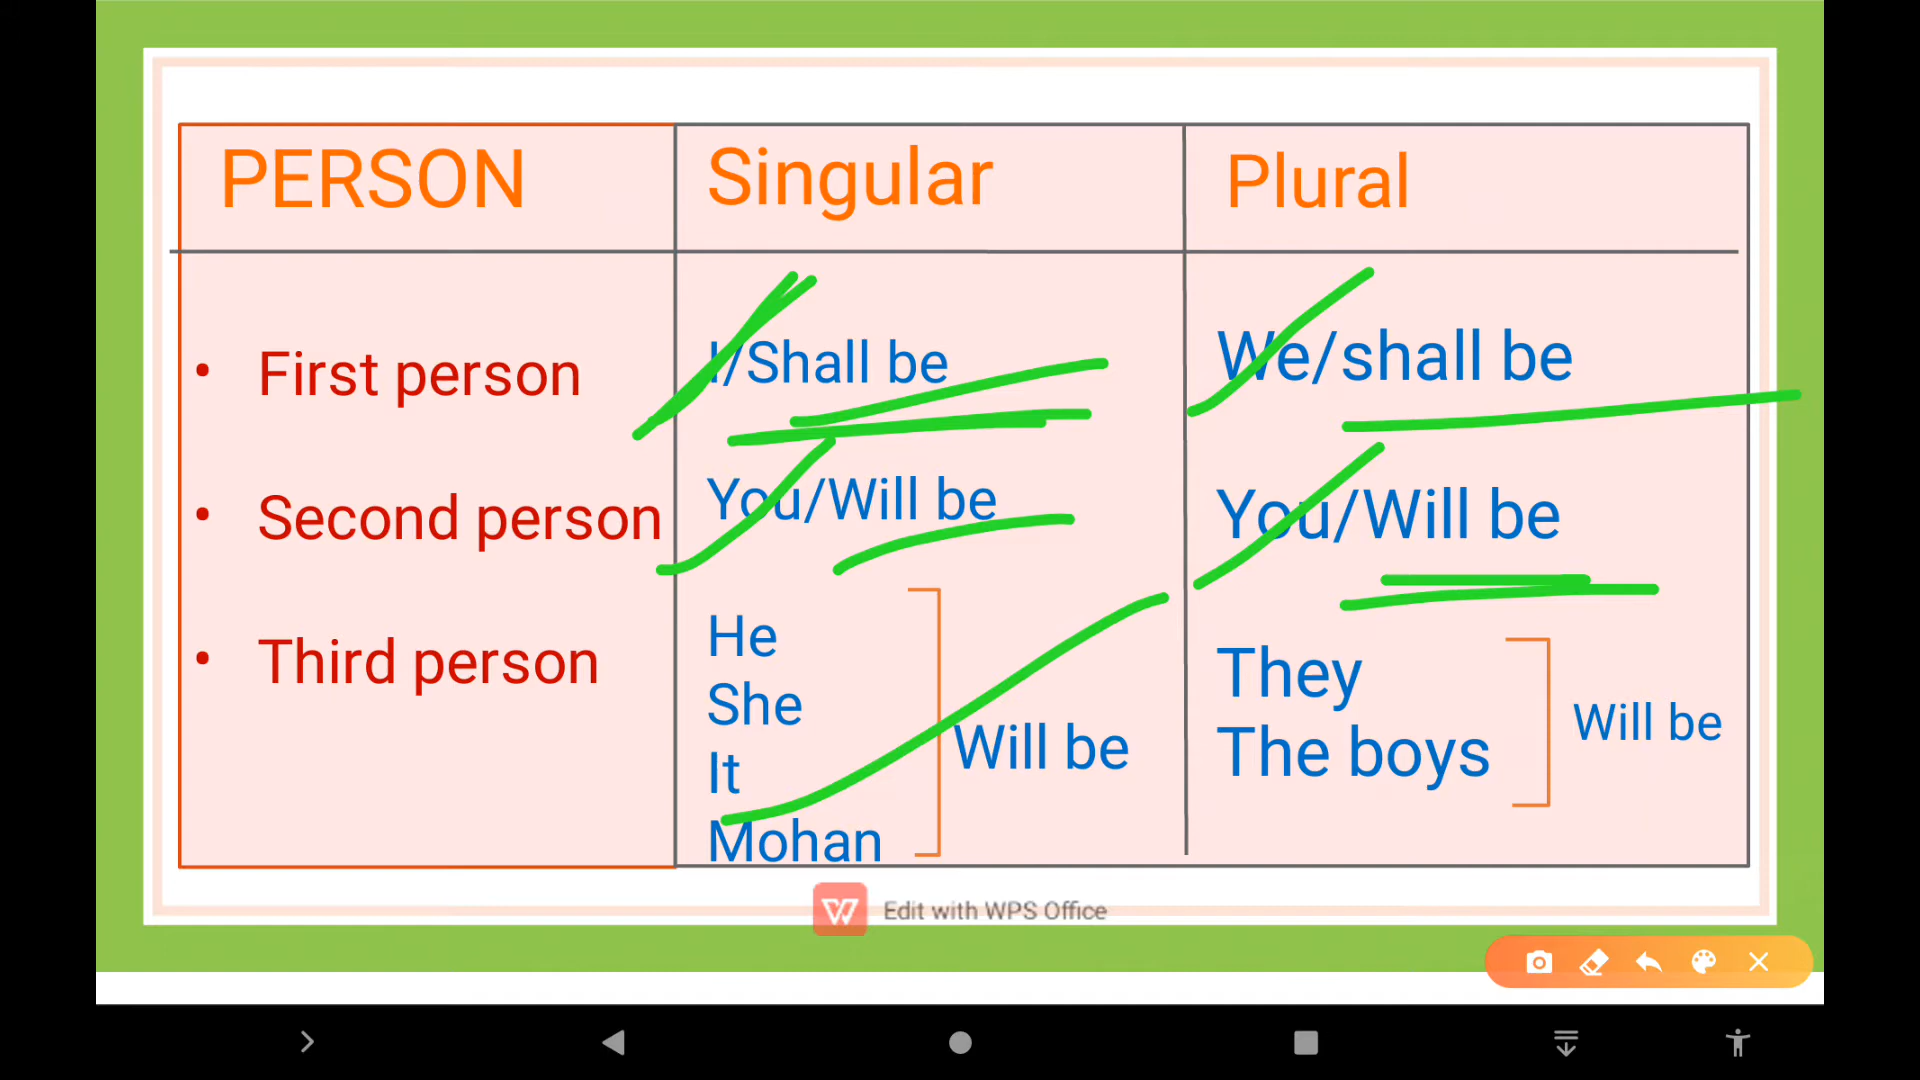 PERSON Singular Plural
First person I/Shall be We/shall be
Second person You/Will be You/Will be
Third person
He
She
It
Mohan
Will be
They
The boys
Will be
Edit with WPS Office